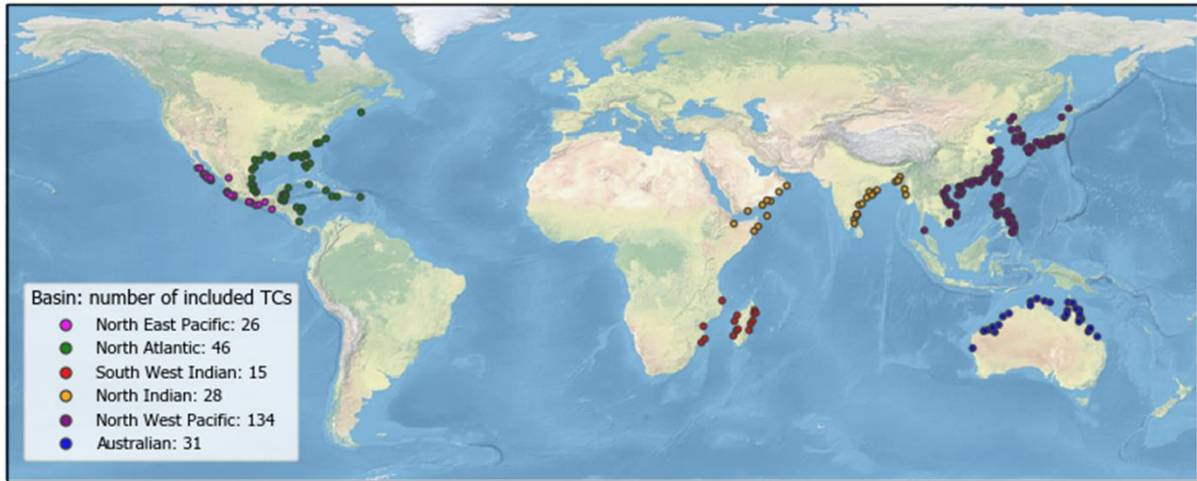 Basin: number of included TCs
North East Pacific: 26
North Atlantic: 46
South West Indian: 15
North Indian: 28
North West Pacific: 134
Australian: 31